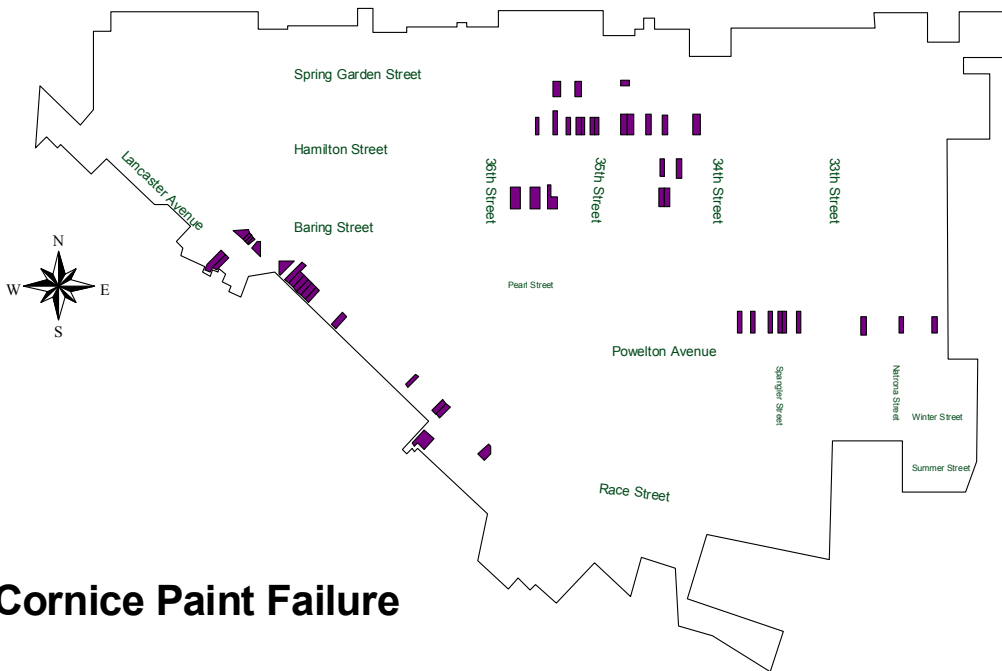 Spring Garden Street
Hamilton Street
Lancaster Avenue
36th Street
35th Street
34th Street
33th Street
Baring Street
N
W E
S
Pearl Street
Powelton Avenue
Spangler Street
Natrona Street
Winter Street
Summer Street
Race Street
Cornice Paint Failure